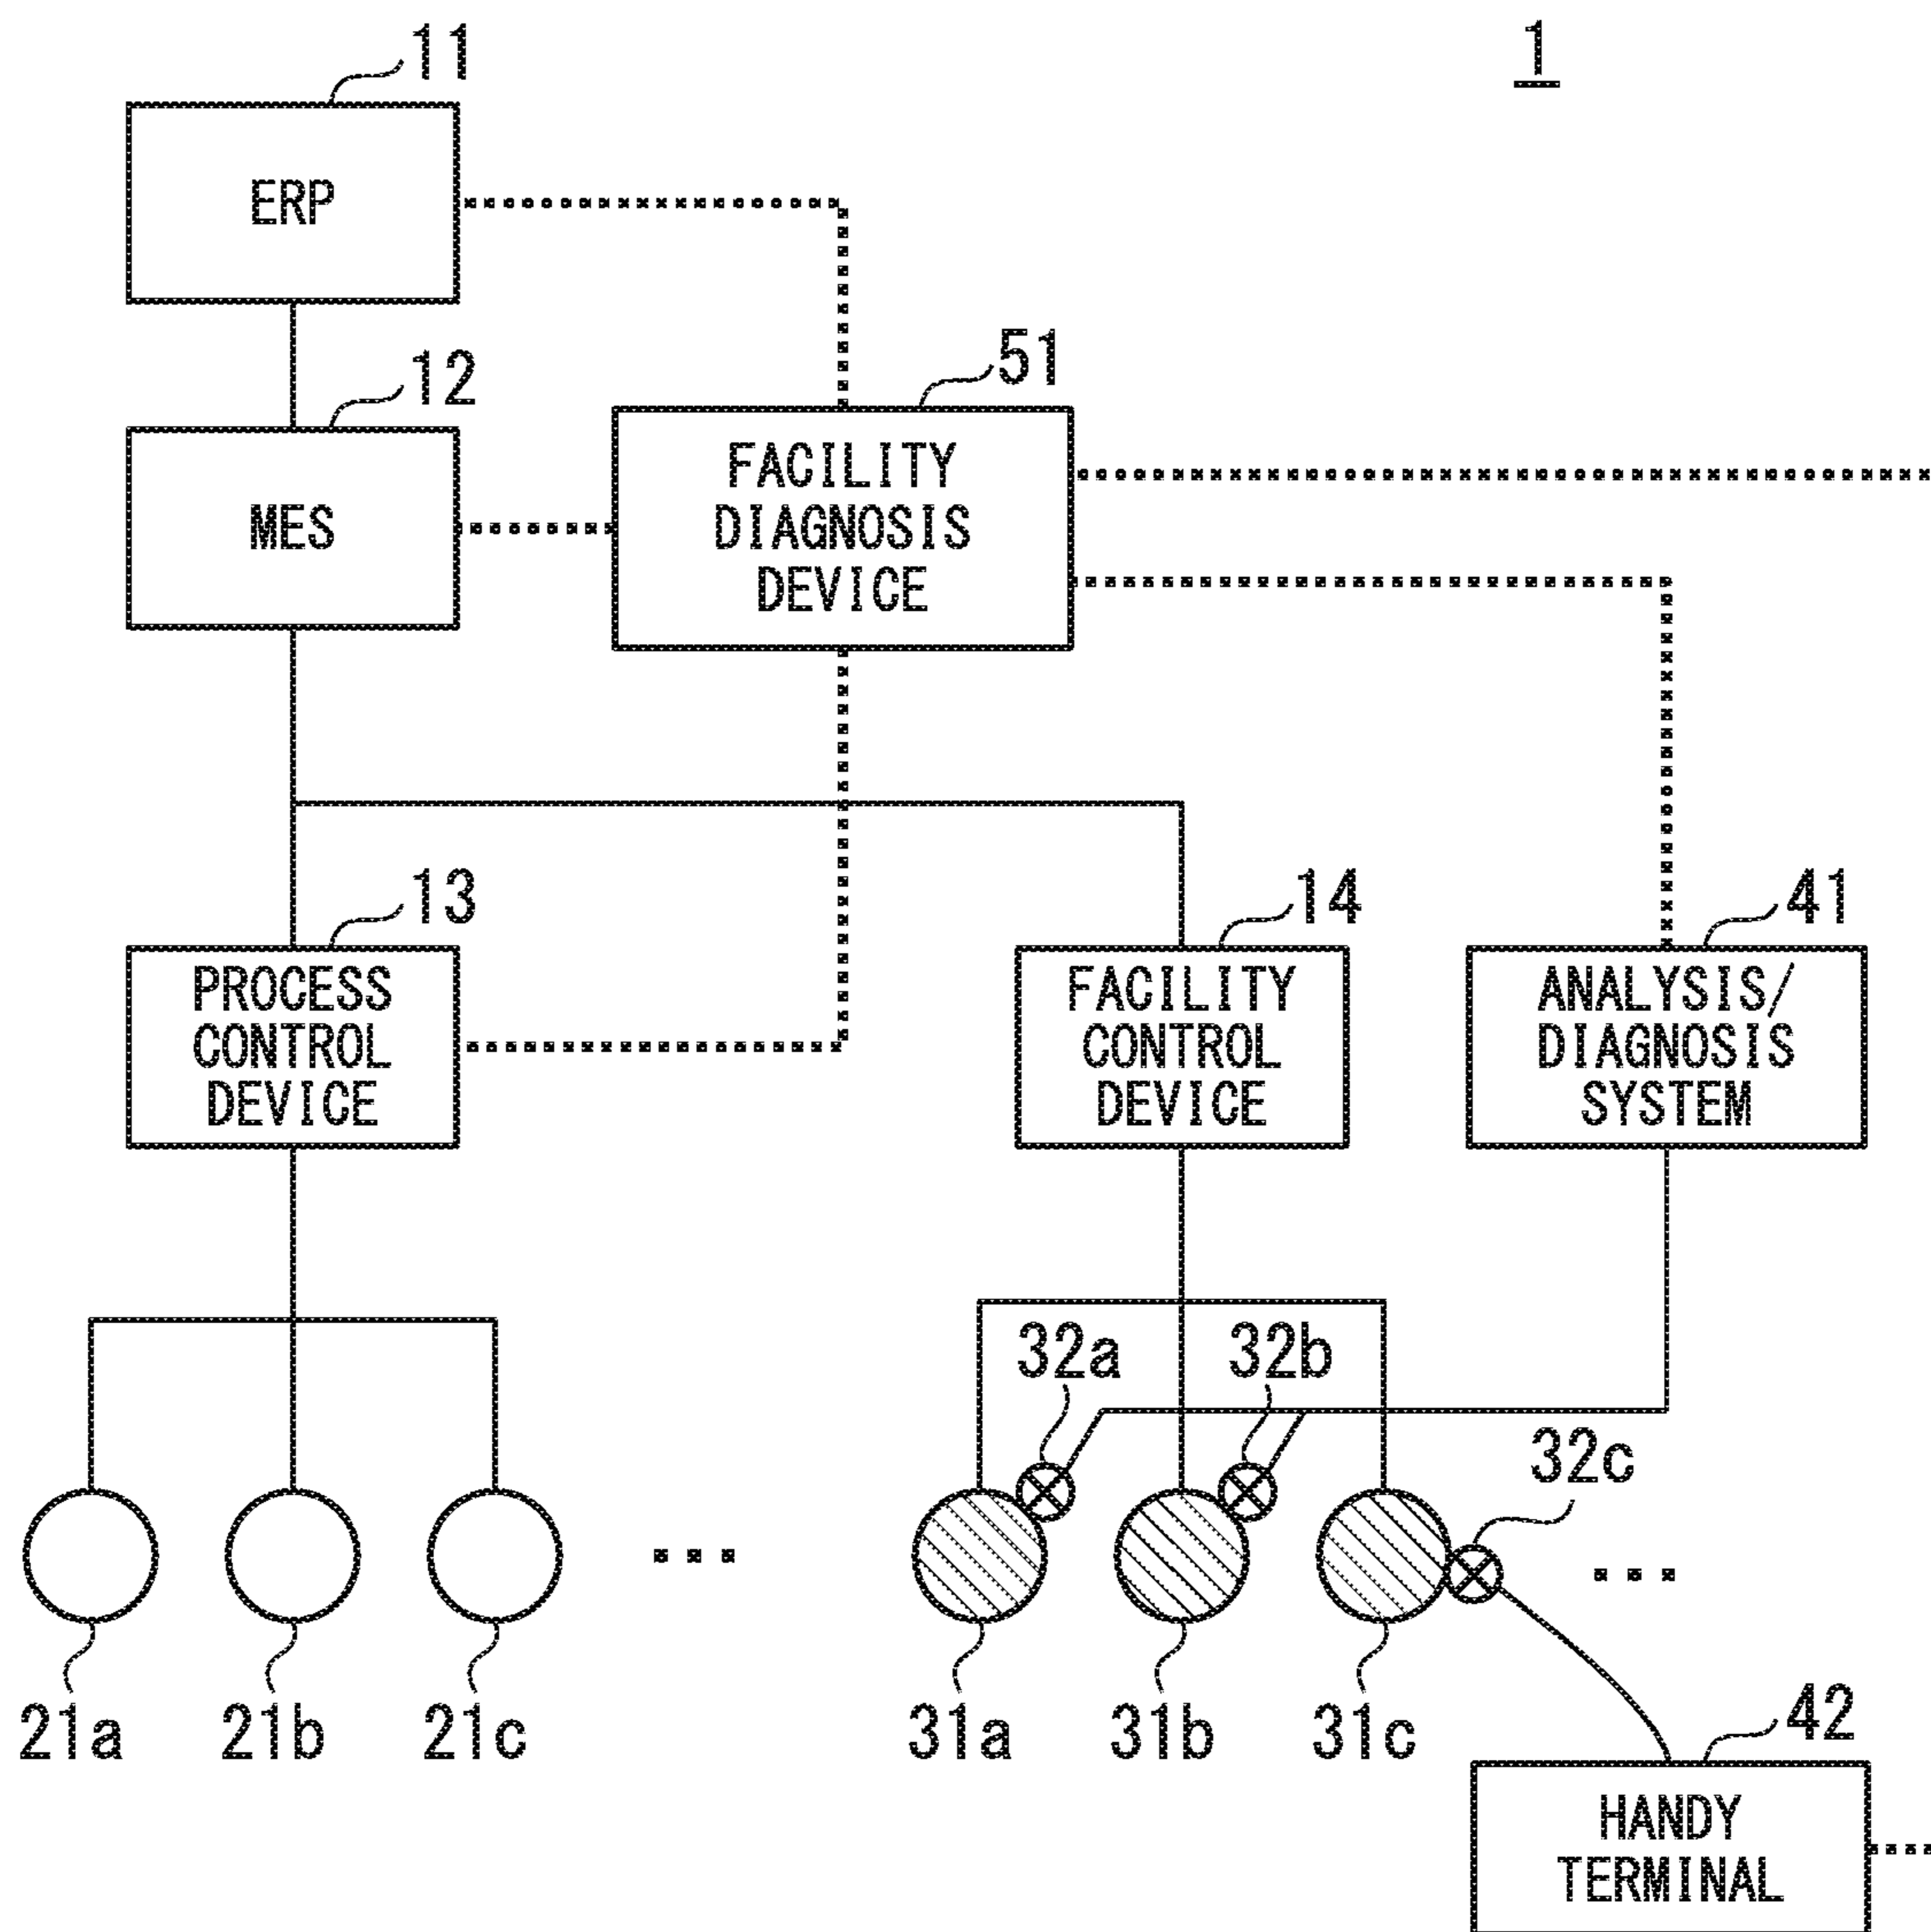 1
11
ERP
12
MES
51
FACILITY
DIAGNOSIS
DEVICE
13
PROCESS
CONTROL
DEVICE
14
FACILITY
CONTROL
DEVICE
41
ANALYSIS/
DIAGNOSIS
SYSTEM
32a
32b
32c
...
...
21a
21b
21c
31a
31b
31c
42
HANDY
TERMINAL